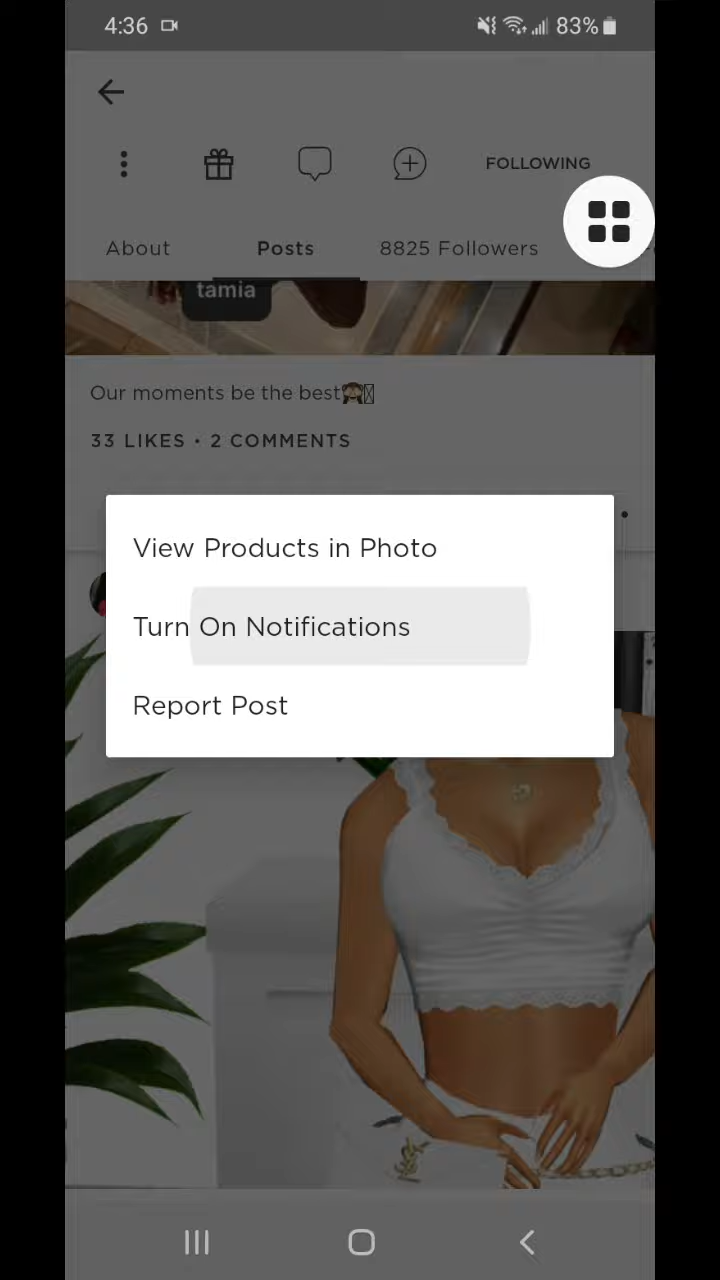 4:36 83%
FOLLOWING
About Posts 8825 Followers
tamia
Our moments be the best🙈
33 LIKES • 2 COMMENTS
View Products in Photo
Turn On Notifications
Report Post